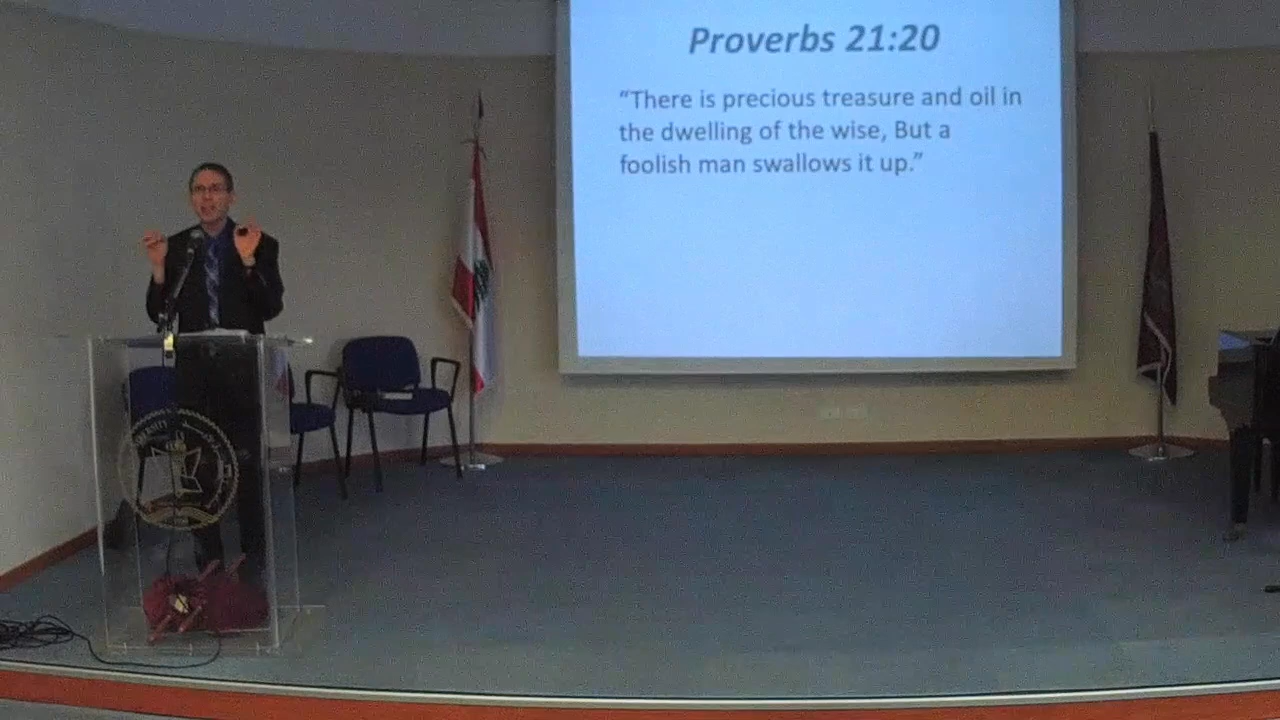 Proverbs 21:20
“There is precious treasure and oil in
the dwelling of the wise, But a
foolish man swallows it up.”